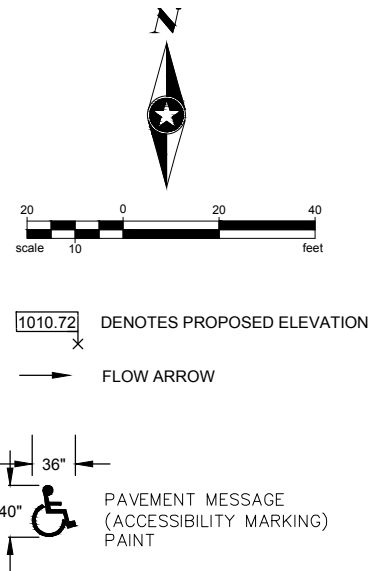 N
20 0 20 40
scale 10 feet
1010.72 DENOTES PROPOSED ELEVATION
FLOW ARROW
36"
40" PAVEMENT MESSAGE
(ACCESSIBILITY MARKING)
PAINT